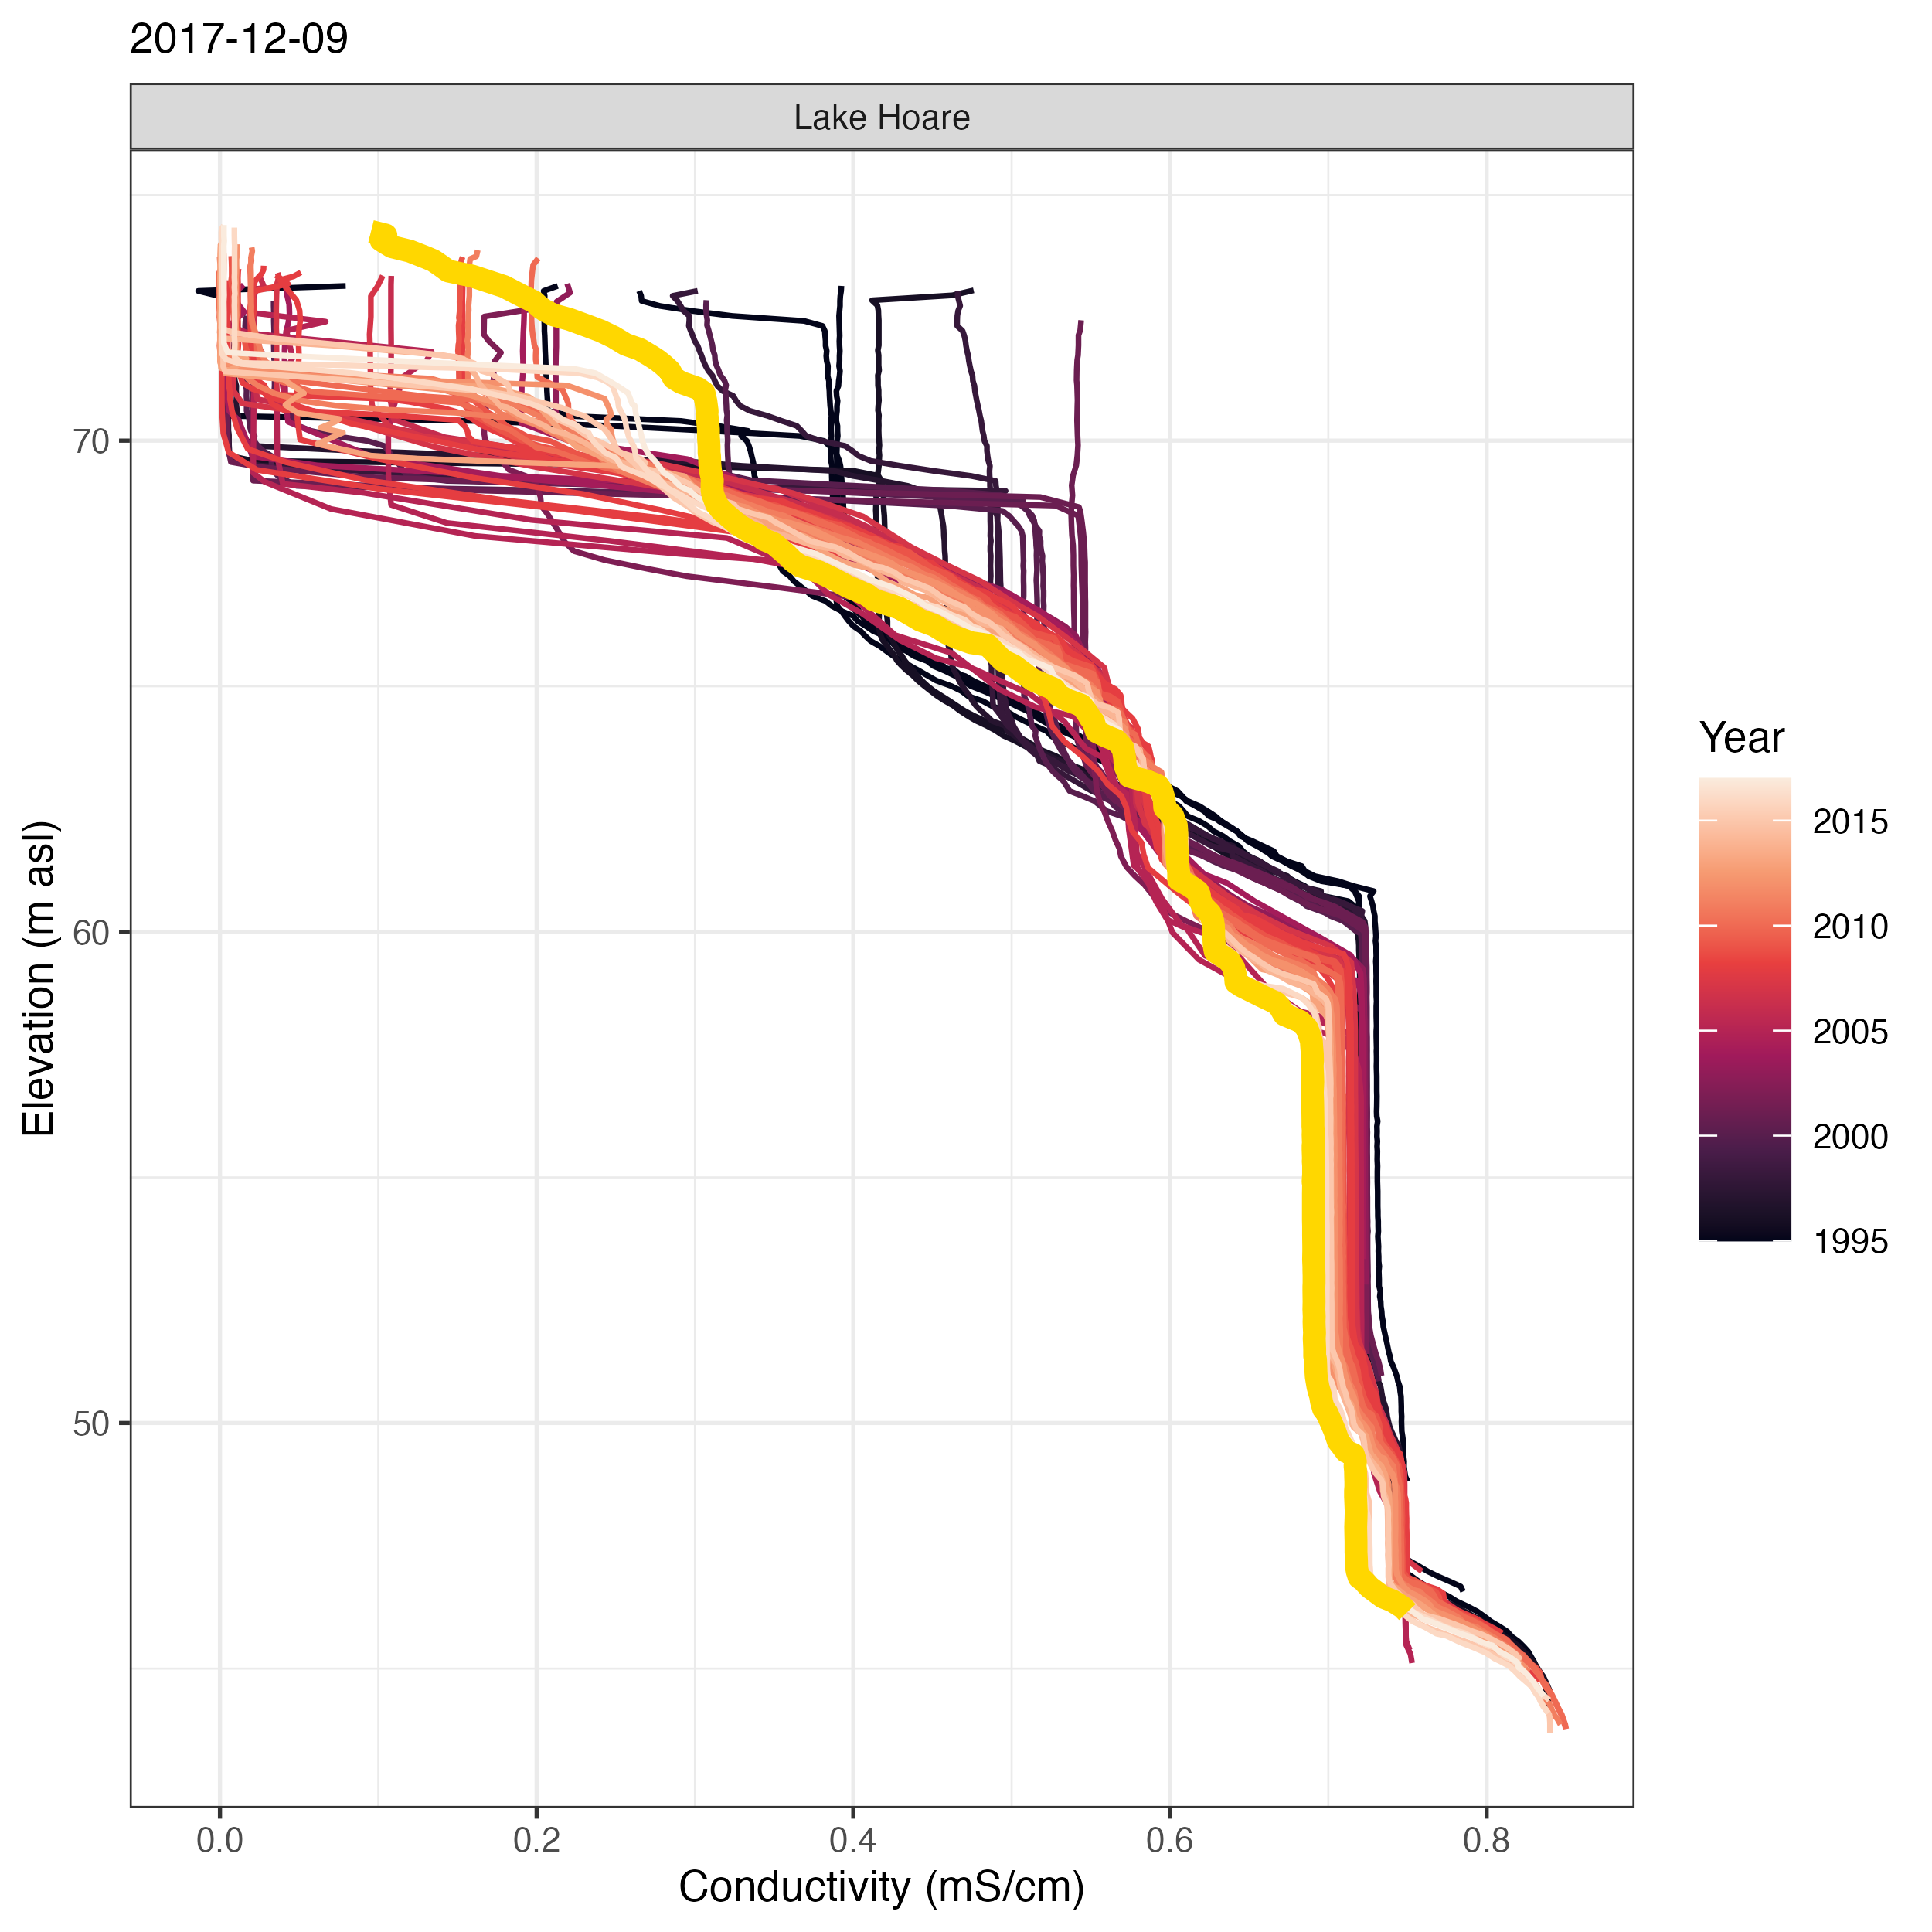 2017-12-09
Lake Hoare
70
60
50
Elevation (m asl)
0.0 0.2 0.4 0.6 0.8
Conductivity (mS/cm)
Year
2015
2010
2005
2000
1995